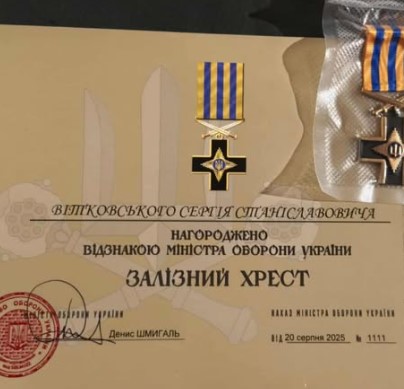 ВІТКОВСЬКОГО СЕРГІЯ СТАНІСЛАВОВИЧА
НАГОРОДЖЕНО
ВІДЗНАКОЮ МІНІСТРА ОБОРОНИ УКРАЇНИ
ЗАЛІЗНИЙ ХРЕСТ
МІНІСТР ОБОРОНИ УКРАЇНИ
Денис ШМИГАЛЬ
НАКАЗ МІНІСТРА ОБОРОНИ УКРАЇНИ
ВІД 20 серпня 2025 № 1111